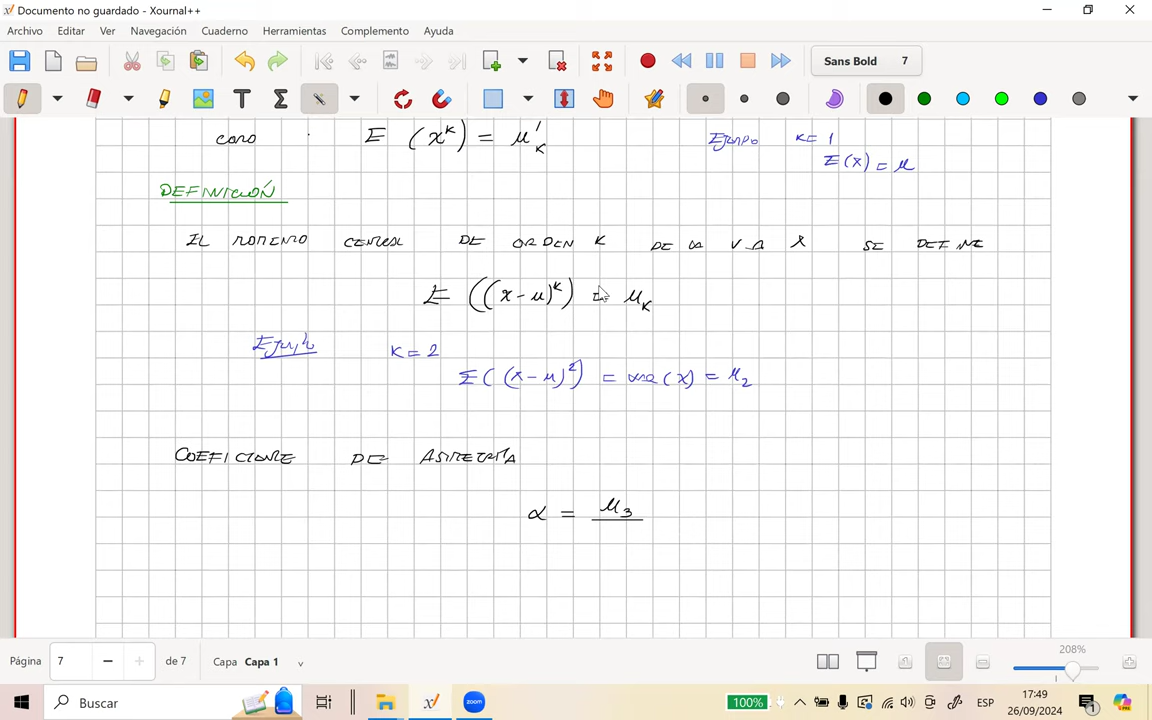 Documento no guardado - Xournal++
Archivo Editar Ver Navegación Cuaderno Herramientas Complemento Ayuda
Sans Bold 7
caso E (x^k) = μ'_k
Ejemplo k = 1
E(x) = μ
DEFINICIÓN
EL MOMENTO CENTRAL DE ORDEN K DE LA V.A X SE DEFINE
E ((x-μ)^k) = μ_k
Ejemplo k = 2
E((x-μ)^2) = var(x) = μ_2
COEFICIENTE DE ASIMETRIA
α = μ_3
Página 7 de 7 Capa Capa 1 208%
Buscar 100% ESP 17:49
26/09/2024
zoom